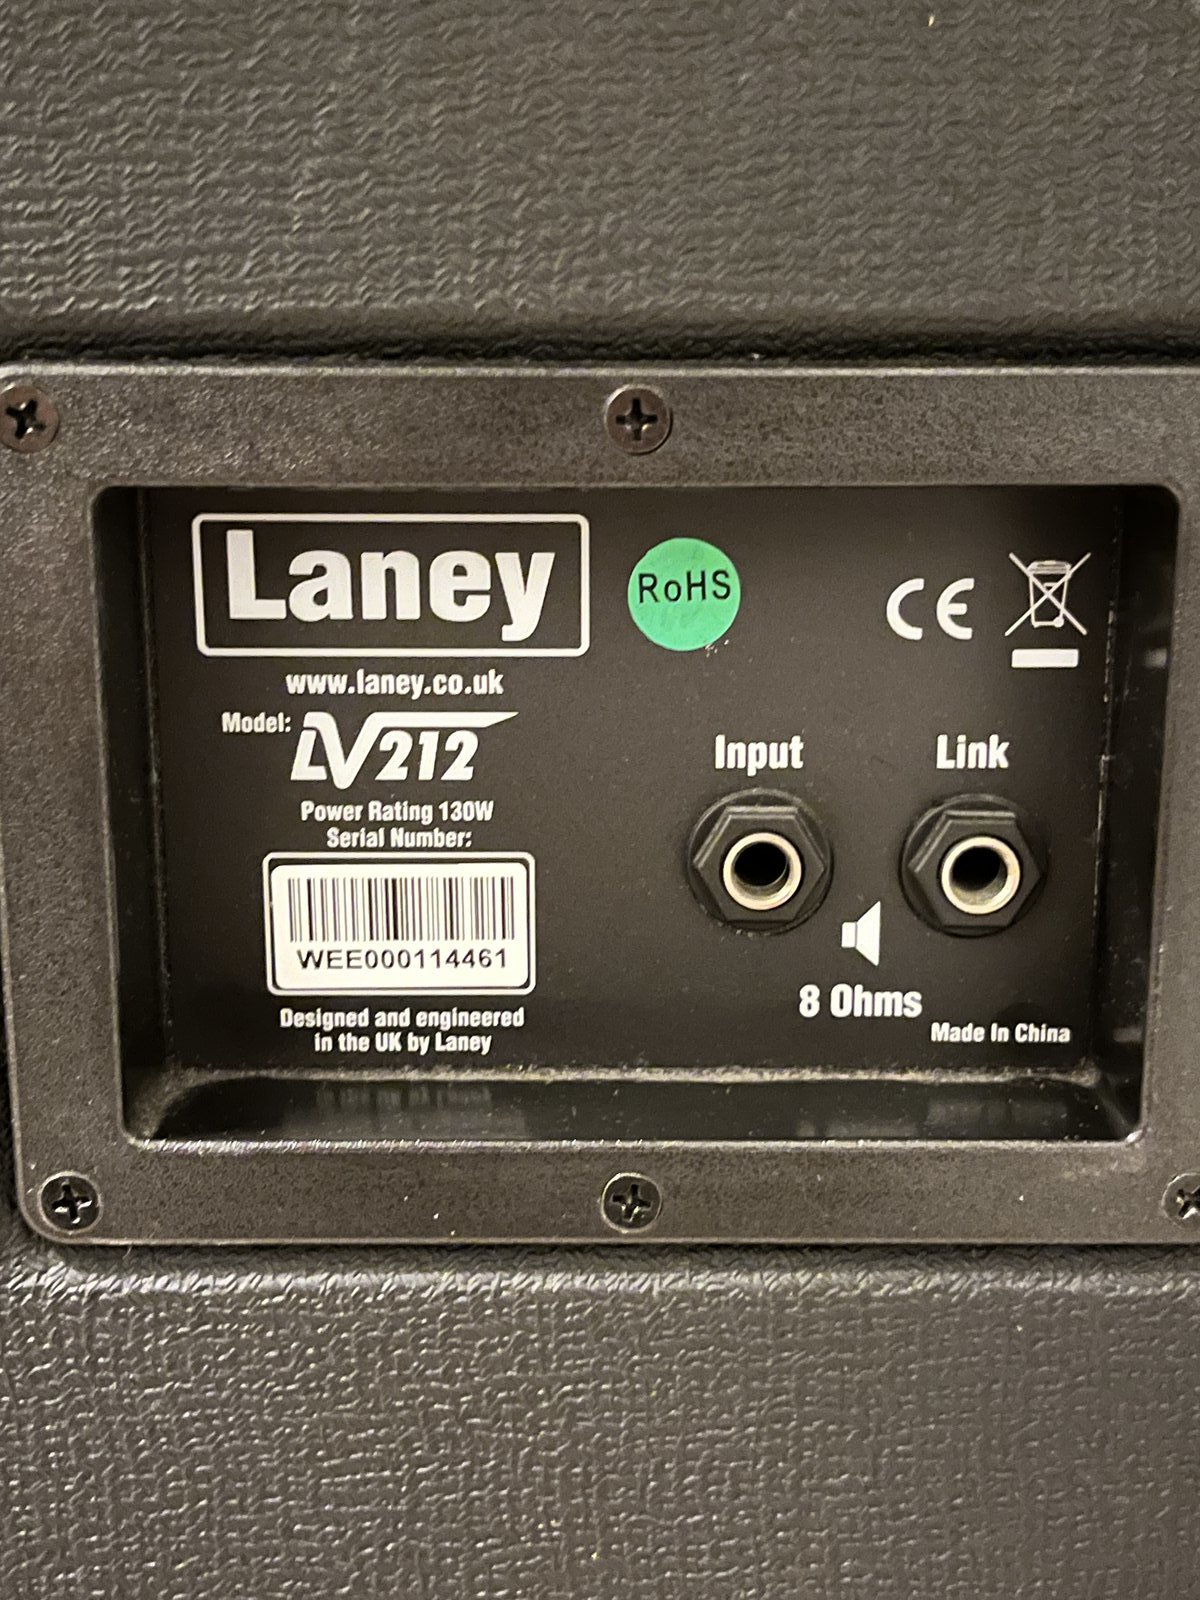 Laney
RoHS
CE
www.laney.co.uk
Model: LV212
Power Rating 130W
Serial Number:
WEE000114461
Designed and engineered
in the UK by Laney
Input
Link
8 Ohms
Made In China